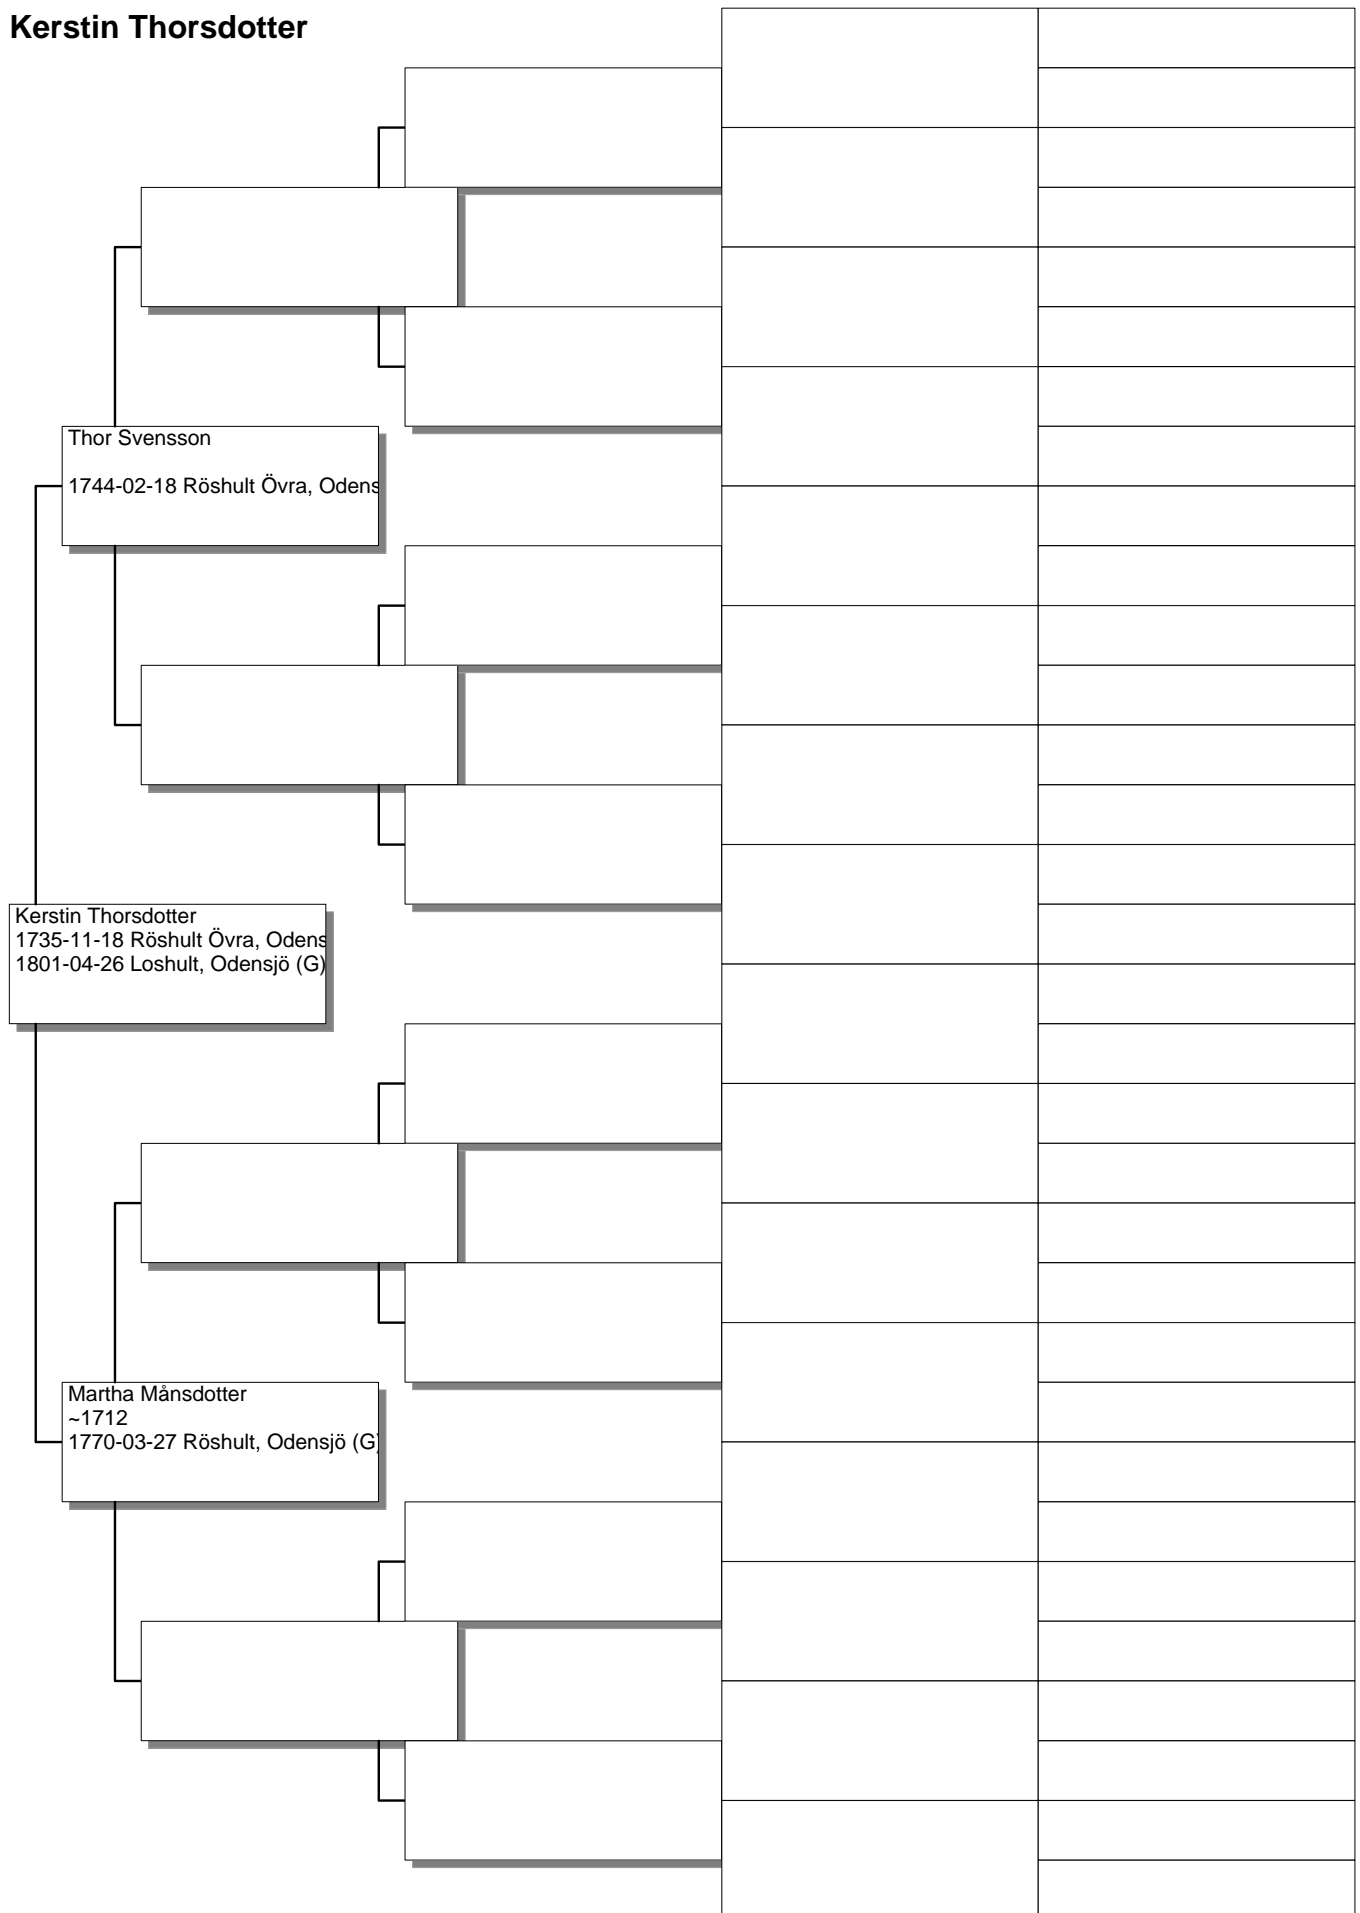 Kerstin Thorsdotter
Thor Svensson
1744-02-18 Röshult Övra, Odens
Kerstin Thorsdotter
1735-11-18 Röshult Övra, Odens
1801-04-26 Loshult, Odensjö (G)
Martha Månsdotter
~1712
1770-03-27 Röshult, Odensjö (G)